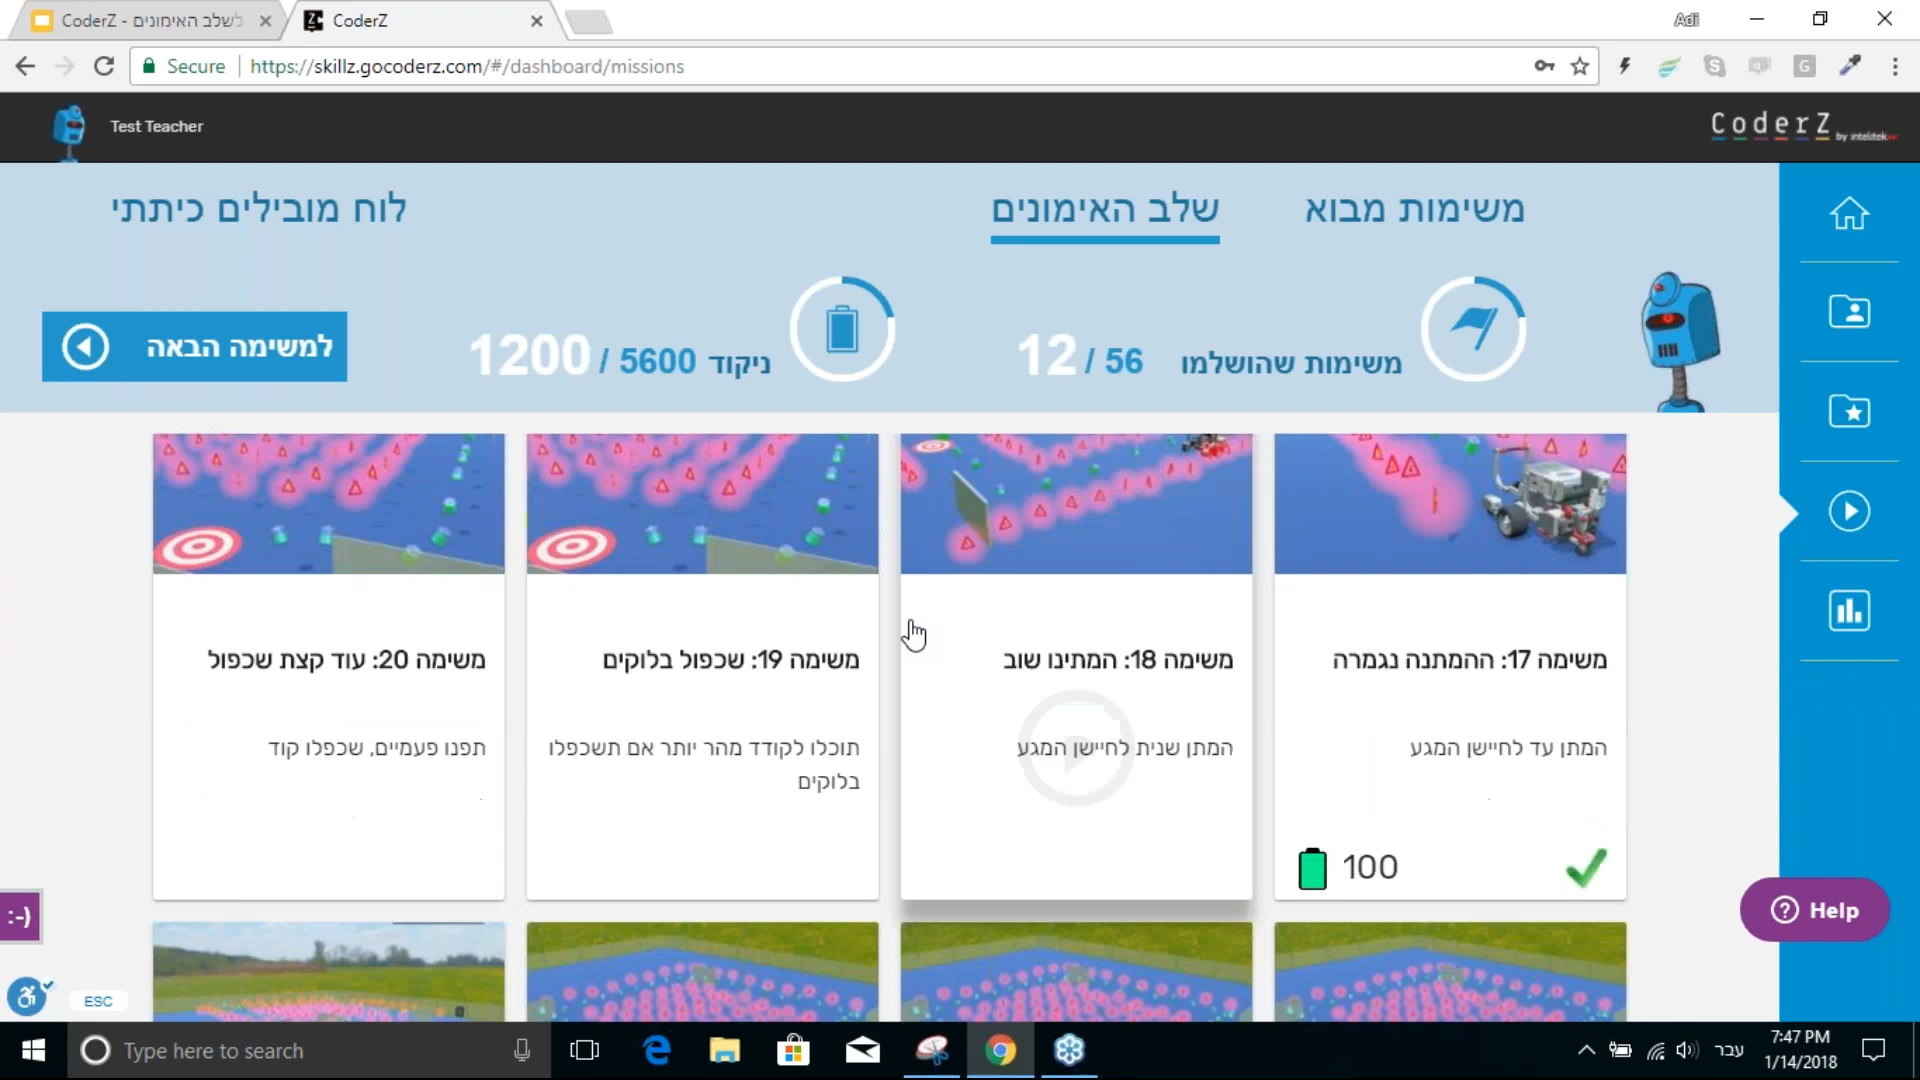 CoderZ - לשלב האימונים
CoderZ
Adi
Secure
https://skillz.gocoderz.com/#/dashboard/missions
Test Teacher
CoderZ by intelitek
משימות מבוא
שלב האימונים
לוח מובילים כיתתי
משימות שהושלמו 12 / 56
ניקוד 1200 / 5600
למשימה הבאה
משימה 17: ההמתנה נגמרה
המתן עד לחיישן המגע
100
משימה 18: המתינו שוב
המתן שנית לחיישן המגע
משימה 19: שכפול בלוקים
תוכלו לקודד מהר יותר אם תשכפלו
בלוקים
משימה 20: עוד קצת שכפול
תפנו פעמיים, שכפלו קוד
Help
:-)
ESC
Type here to search
עבר
7:47 PM
1/14/2018